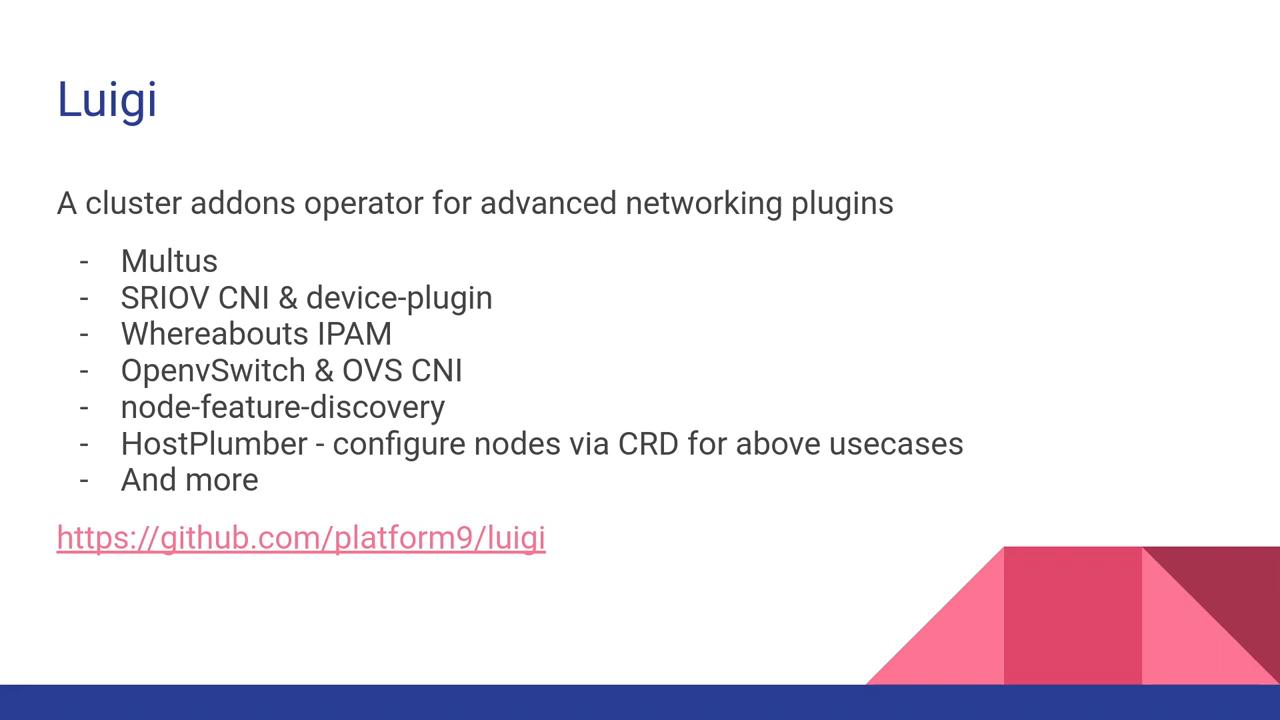 Luigi
A cluster addons operator for advanced networking plugins
- Multus
- SRIOV CNI & device-plugin
- Whereabouts IPAM
- OpenvSwitch & OVS CNI
- node-feature-discovery
- HostPlumber - configure nodes via CRD for above usecases
- And more
https://github.com/platform9/luigi